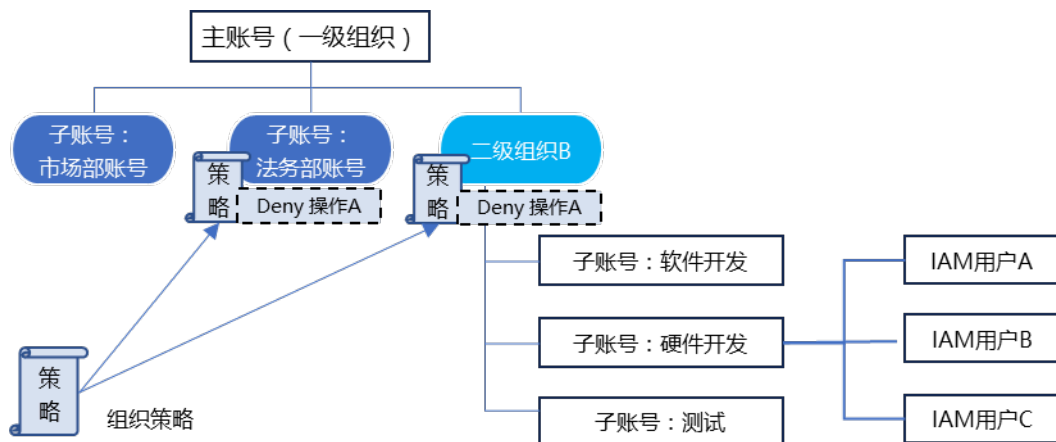 主账号（一级组织）
子账号：
市场部账号
子账号：
法务部账号
二级组织B
策
略
Deny 操作A
策
略
Deny 操作A
子账号：软件开发
IAM用户A
子账号：硬件开发
IAM用户B
策
略
组织策略
子账号：测试
IAM用户C